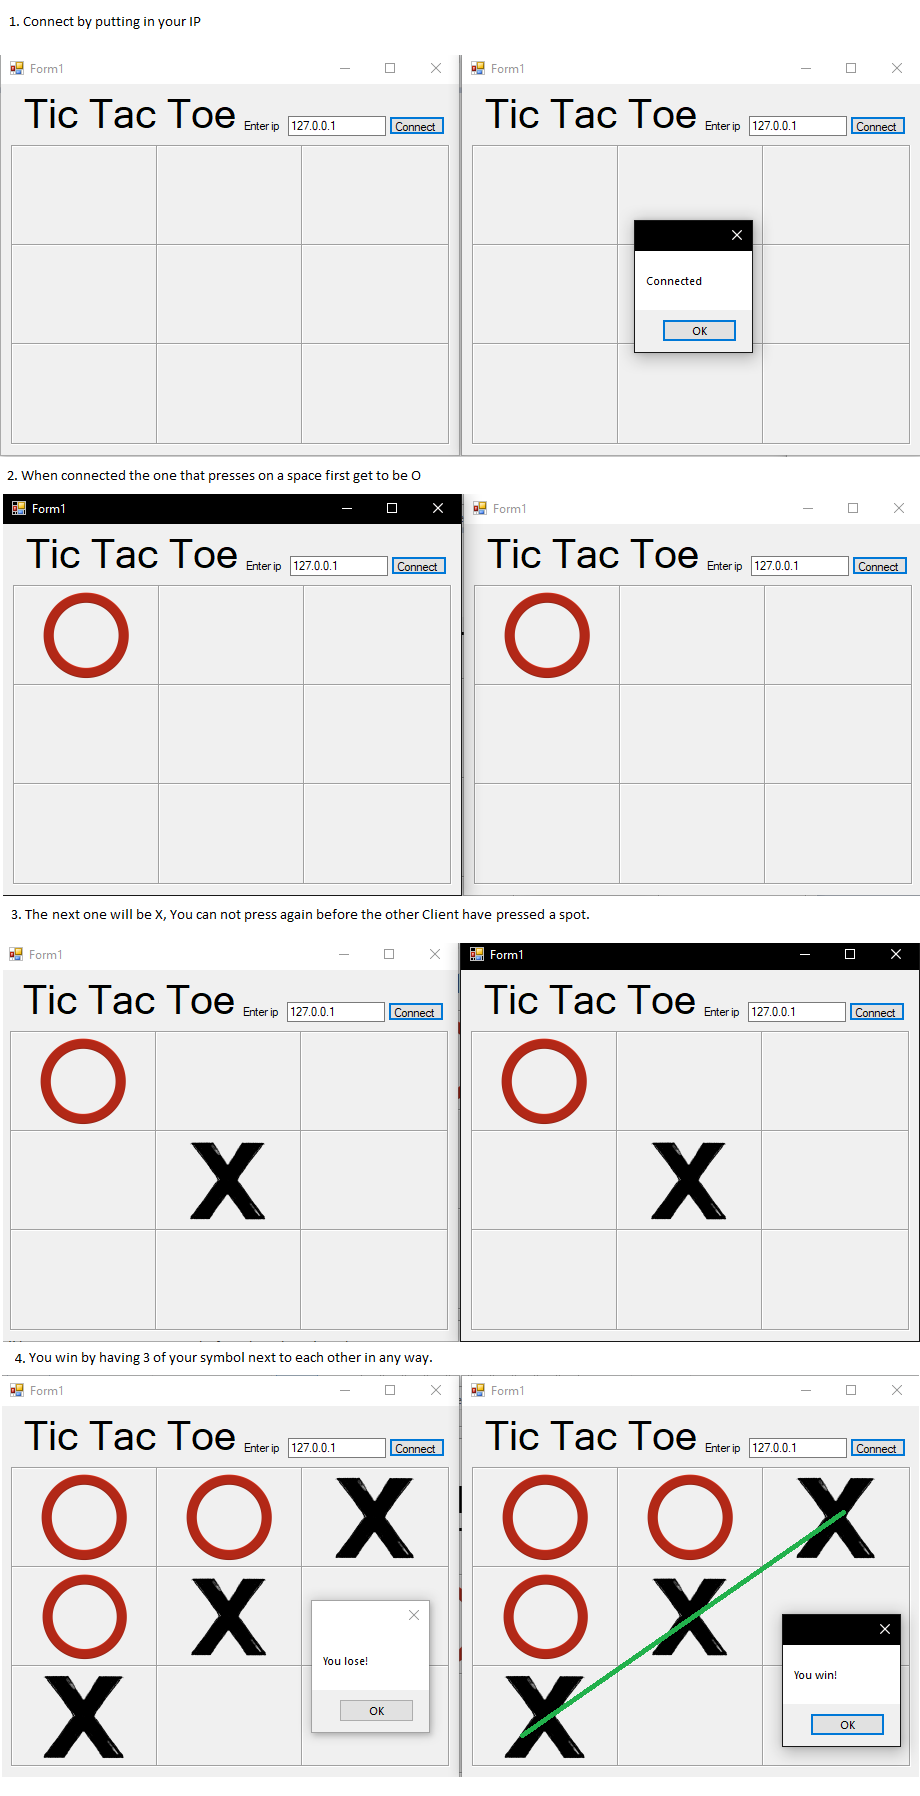 1. Connect by putting in your IP
Form1
Form1
Tic Tac Toe Enter ip 127.0.0.1 Connect
Tic Tac Toe Enter ip 127.0.0.1 Connect
Connected
OK
2. When connected the one that presses on a space first get to be O
Form1
Form1
Tic Tac Toe Enter ip 127.0.0.1 Connect
Tic Tac Toe Enter ip 127.0.0.1 Connect
O
O
3. The next one will be X, You can not press again before the other Client have pressed a spot.
Form1
Form1
Tic Tac Toe Enter ip 127.0.0.1 Connect
Tic Tac Toe Enter ip 127.0.0.1 Connect
O
O
X
X
4. You win by having 3 of your symbol next to each other in any way.
Form1
Form1
Tic Tac Toe Enter ip 127.0.0.1 Connect
Tic Tac Toe Enter ip 127.0.0.1 Connect
O O X
O O X
O X
O X
You lose!
You win!
OK
OK
X
X